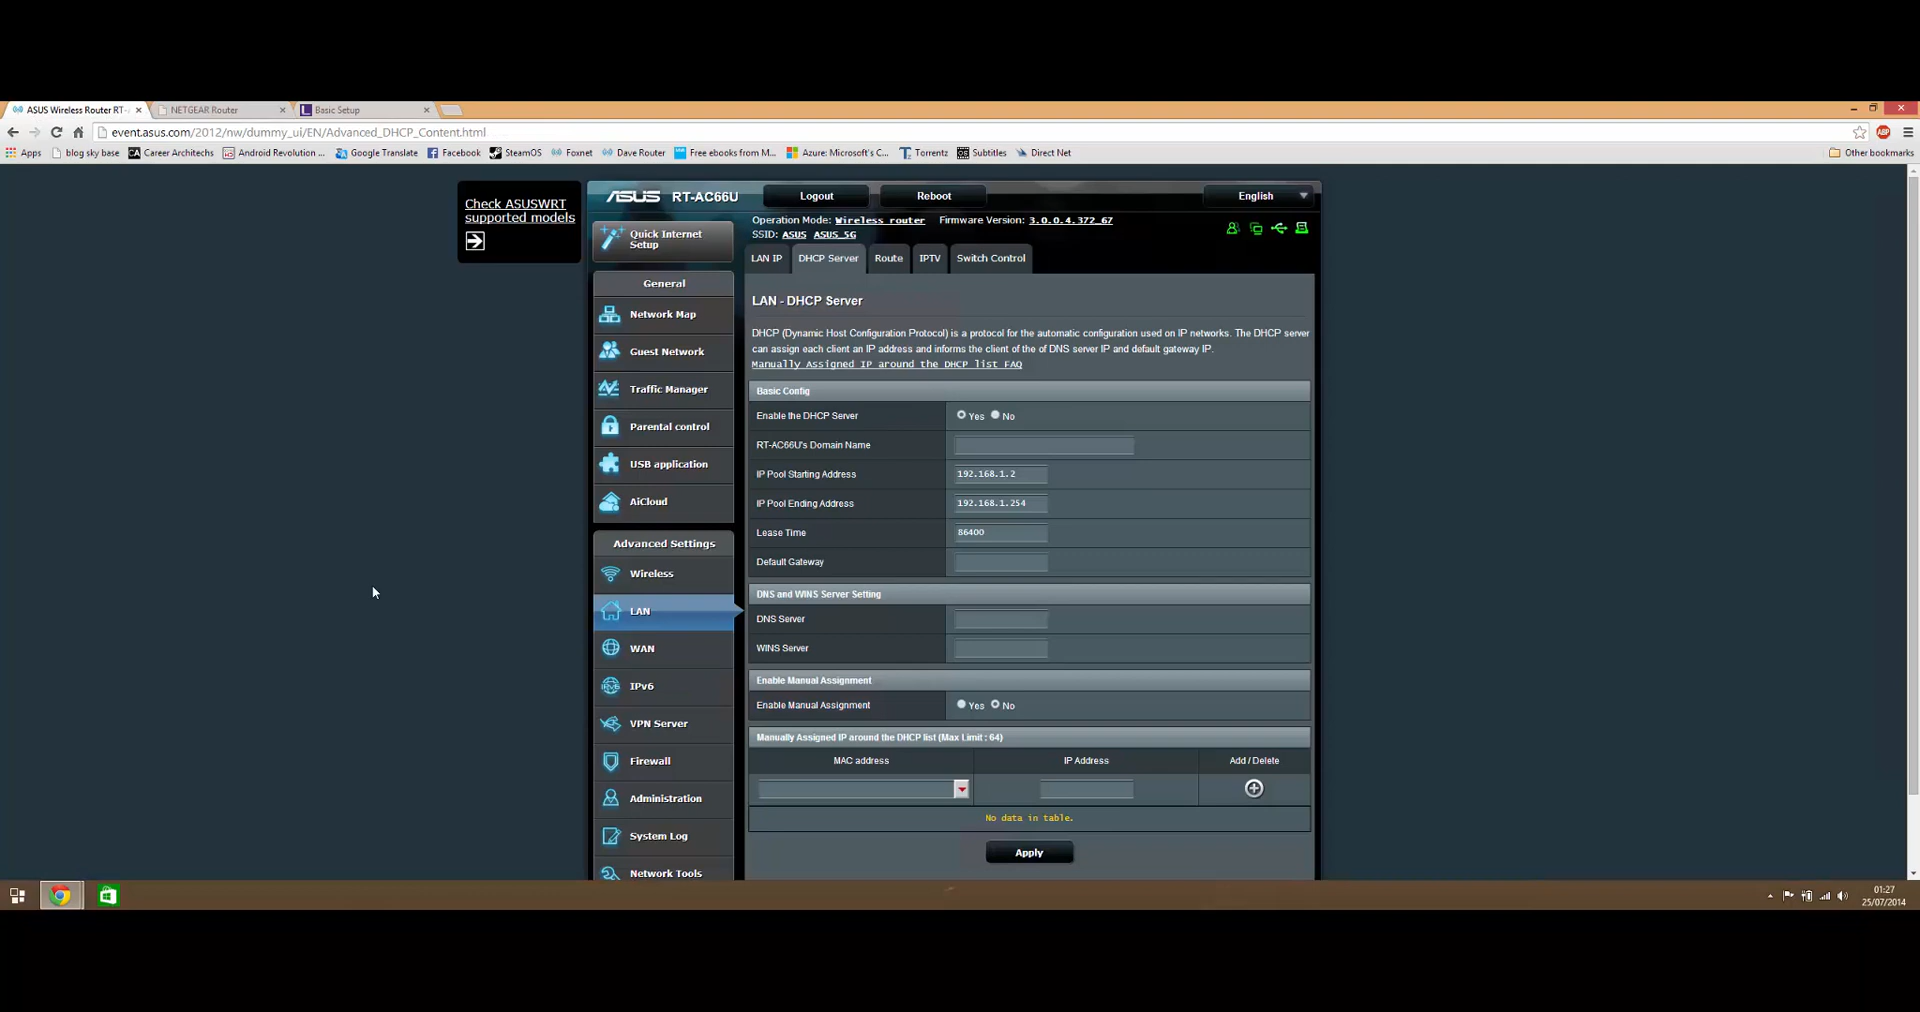 ASUS Wireless Router RT- NETGEAR Router Basic Setup
event.asus.com/2012/nw/dummy_ui/EN/Advanced_DHCP_Content.html
Apps blog sky base Career Architechs Android Revolution ... Google Translate Facebook SteamOS Foxnet Dave Router Free ebooks from M... Azure: Microsoft's C... Torrentz Subtitles Direct Net Other bookmarks
Check ASUSWRT
supported models
ASUS RT-AC66U Logout Reboot English
Operation Mode: Wireless router Firmware Version: 3.0.0.4.372_67
SSID: ASUS ASUS_5G
Quick Internet
Setup
General
Network Map
Guest Network
Traffic Manager
Parental control
USB application
AiCloud
Advanced Settings
Wireless
LAN
WAN
IPv6
VPN Server
Firewall
Administration
System Log
Network Tools
LAN IP DHCP Server Route IPTV Switch Control
LAN - DHCP Server
DHCP (Dynamic Host Configuration Protocol) is a protocol for the automatic configuration used on IP networks. The DHCP server
can assign each client an IP address and informs the client of the of DNS server IP and default gateway IP.
Manually Assigned IP around the DHCP list FAQ
Basic Config
Enable the DHCP Server Yes No
RT-AC66U's Domain Name
IP Pool Starting Address 192.168.1.2
IP Pool Ending Address 192.168.1.254
Lease Time 86400
Default Gateway
DNS and WINS Server Setting
DNS Server
WINS Server
Enable Manual Assignment
Enable Manual Assignment Yes No
Manually Assigned IP around the DHCP list (Max Limit : 64)
MAC address IP Address Add / Delete
No data in table.
Apply
01:27
25/07/2014